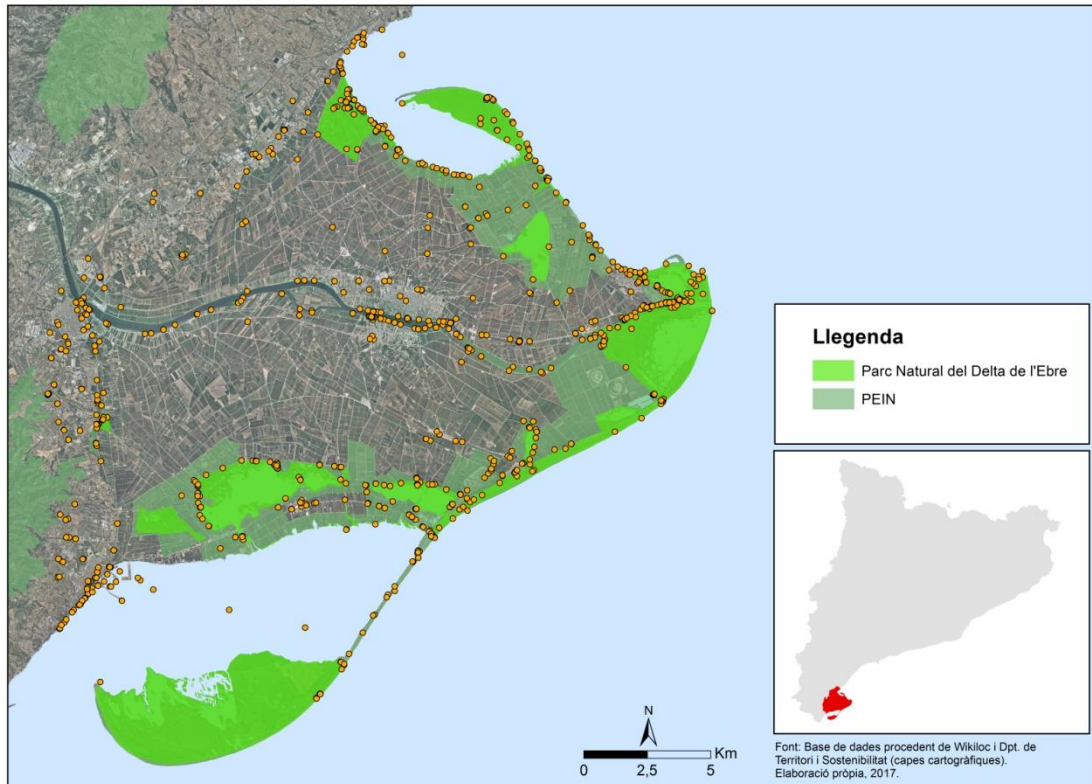 Llegenda
Parc Natural del Delta de l'Ebre
PEIN
N
Km
0 2,5 5
Font: Base de dades procedent de Wikiloc i Dpt. de
Territori i Sostenibilitat (capes cartogràfiques).
Elaboració pròpia, 2017.